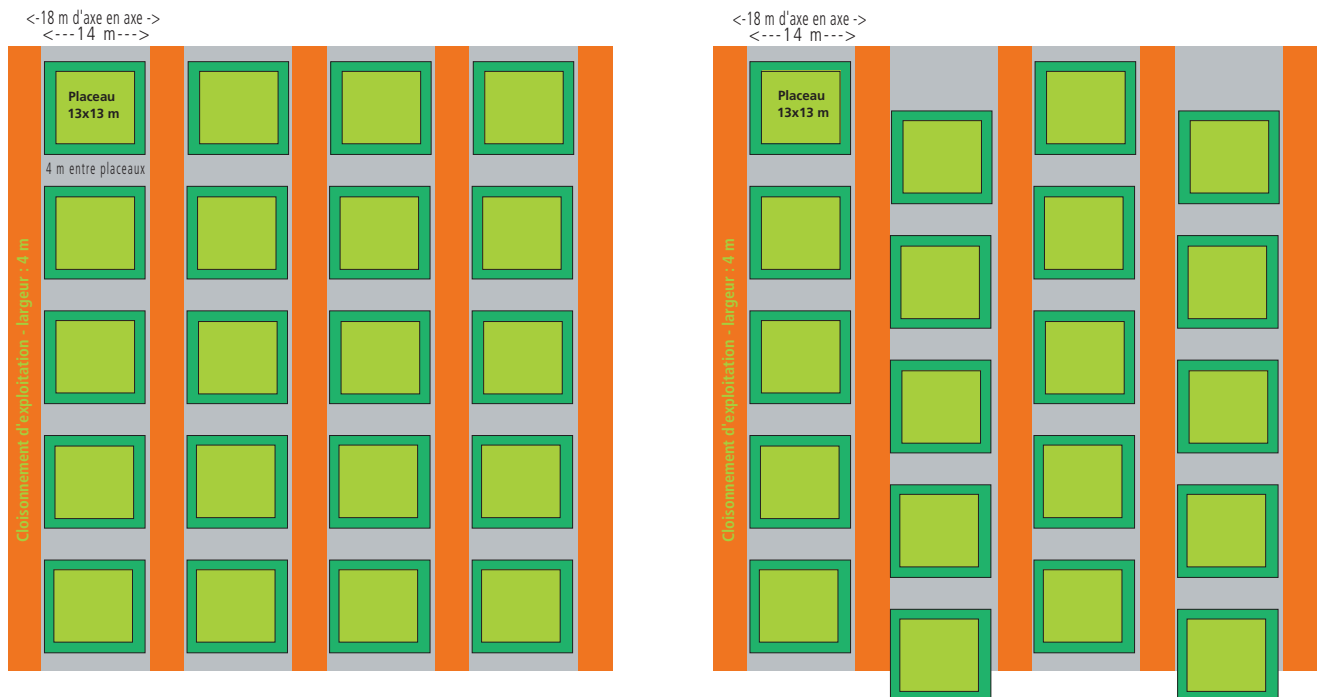 <-18 m d'axe en axe ->
<---14 m--->
Placeau
13x13 m
4 m entre placeaux
Cloisonnement d'exploitation - largeur : 4 m
<-18 m d'axe en axe ->
<---14 m--->
Placeau
13x13 m
Cloisonnement d'exploitation - largeur : 4 m